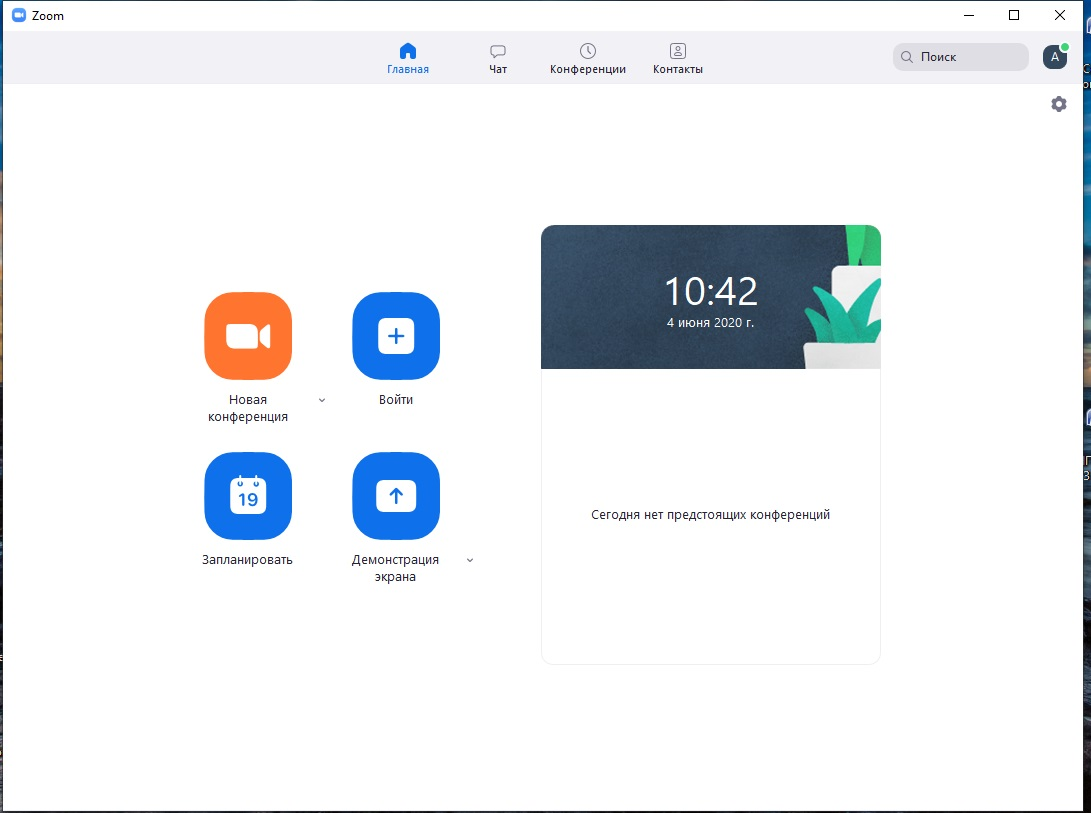 Zoom
Главная
Чат
Конференции
Контакты
Поиск
А
10:42
4 июня 2020 г.
Новая
конференция
Войти
19
Запланировать
Демонстрация
экрана
Сегодня нет предстоящих конференций